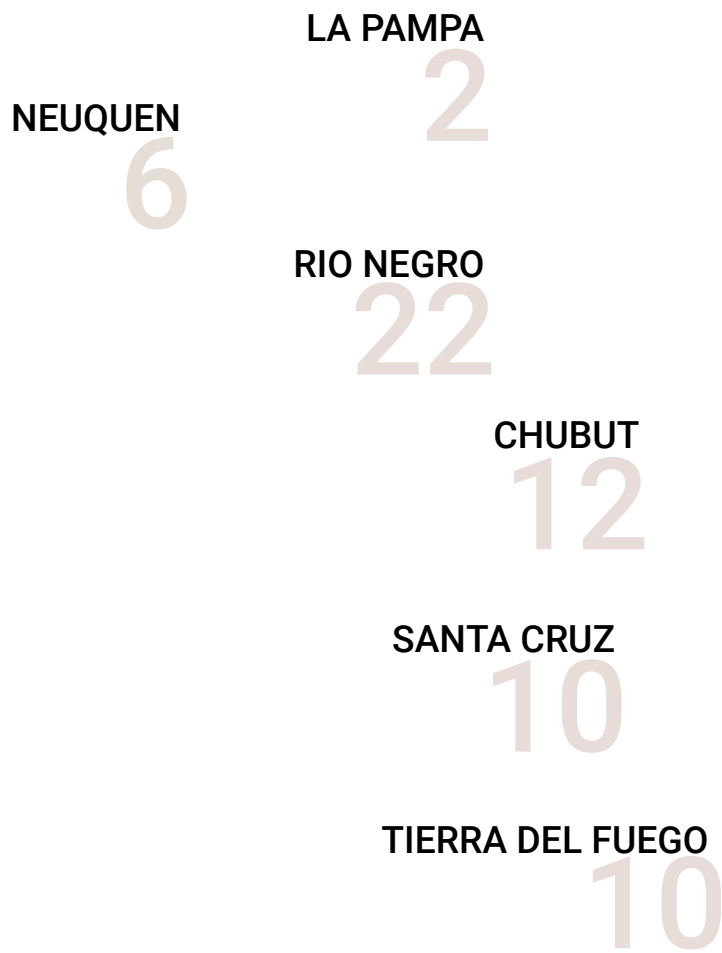 LA PAMPA
2
NEUQUEN
6
RIO NEGRO
22
CHUBUT
12
SANTA CRUZ
10
TIERRA DEL FUEGO
10